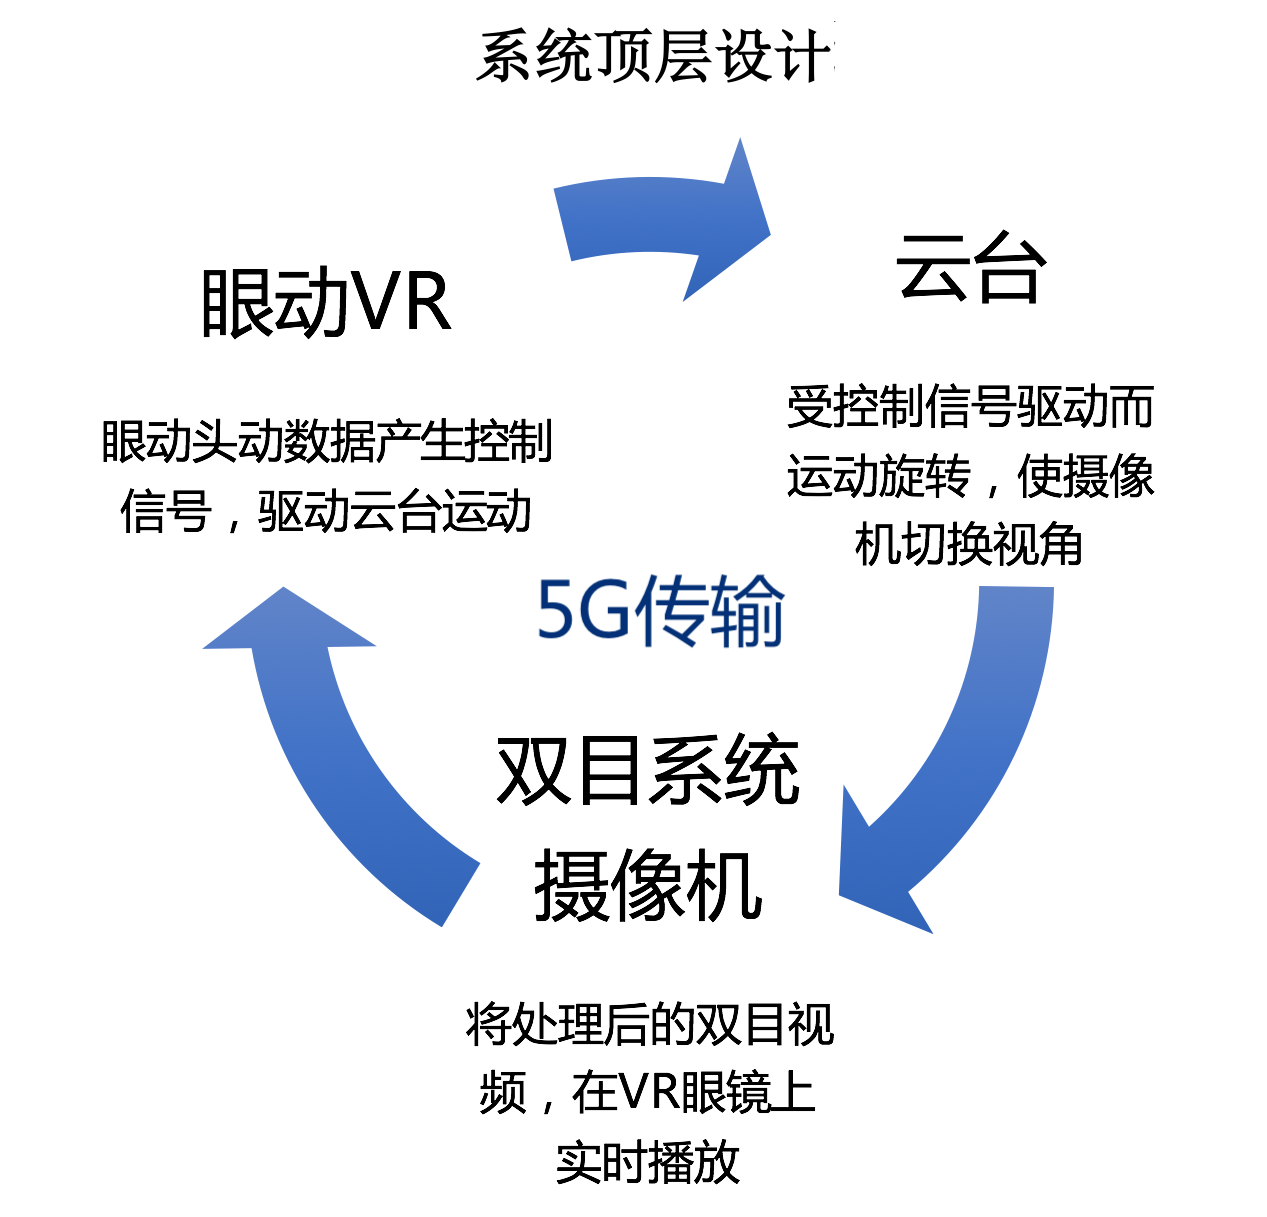 系统顶层设计
眼动VR
眼动头动数据产生控制
信号，驱动云台运动
云台
受控制信号驱动而
运动旋转，使摄像
机切换视角
5G传输
双目系统
摄像机
将处理后的双目视
频，在VR眼镜上
实时播放